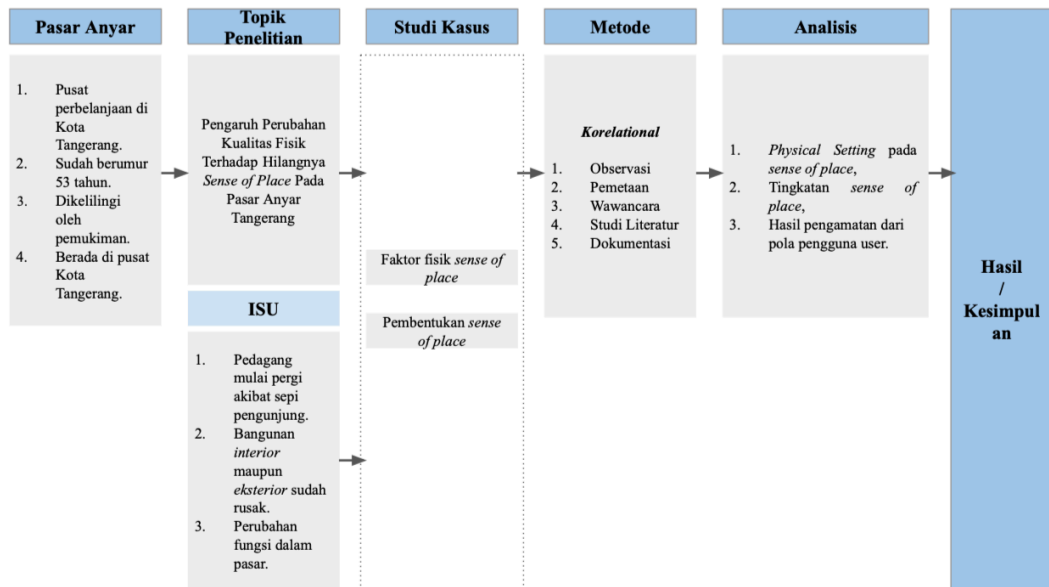 Pasar Anyar
1. Pusat
perbelanjaan di
Kota
Tangerang.
2. Sudah berumur
53 tahun.
3. Dikelilingi
oleh
pemukiman.
4. Berada di pusat
Kota
Tangerang.
Topik
Penelitian
Pengaruh Perubahan
Kualitas Fisik
Terhadap Hilangnya
Sense of Place Pada
Pasar Anyar
Tangerang
ISU
1. Pedagang
mulai pergi
akibat sepi
pengunjung.
2. Bangunan
interior
maupun
eksterior sudah
rusak.
3. Perubahan
fungsi dalam
pasar.
Studi Kasus
Faktor fisik sense of
place
Pembentukan sense
of place
Metode
Korelational
1. Observasi
2. Pemetaan
3. Wawancara
4. Studi Literatur
5. Dokumentasi
Analisis
1. Physical Setting pada
sense of place,
2. Tingkatan sense of
place,
3. Hasil pengamatan dari
pola pengguna user.
Hasil
/
Kesimpul
an